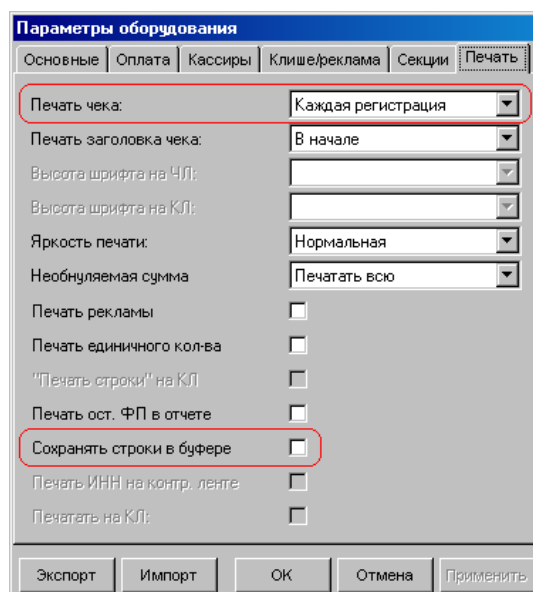 Параметры оборудования
Основные Оплата Кассиры Клише/реклама Секции Печать
Печать чека: Каждая регистрация
Печать заголовка чека: В начале
Высота шрифта на ЧЛ:
Высота шрифта на КЛ:
Яркость печати: Нормальная
Необнуляемая сумма Печатать всю
Печать рекламы
Печать единичного кол-ва
"Печать строки" на КЛ
Печать ост. ФП в отчете
Сохранять строки в буфере
Печать ИНН на контр. ленте
Печатать на КЛ:
Экспорт Импорт OK Отмена Применить